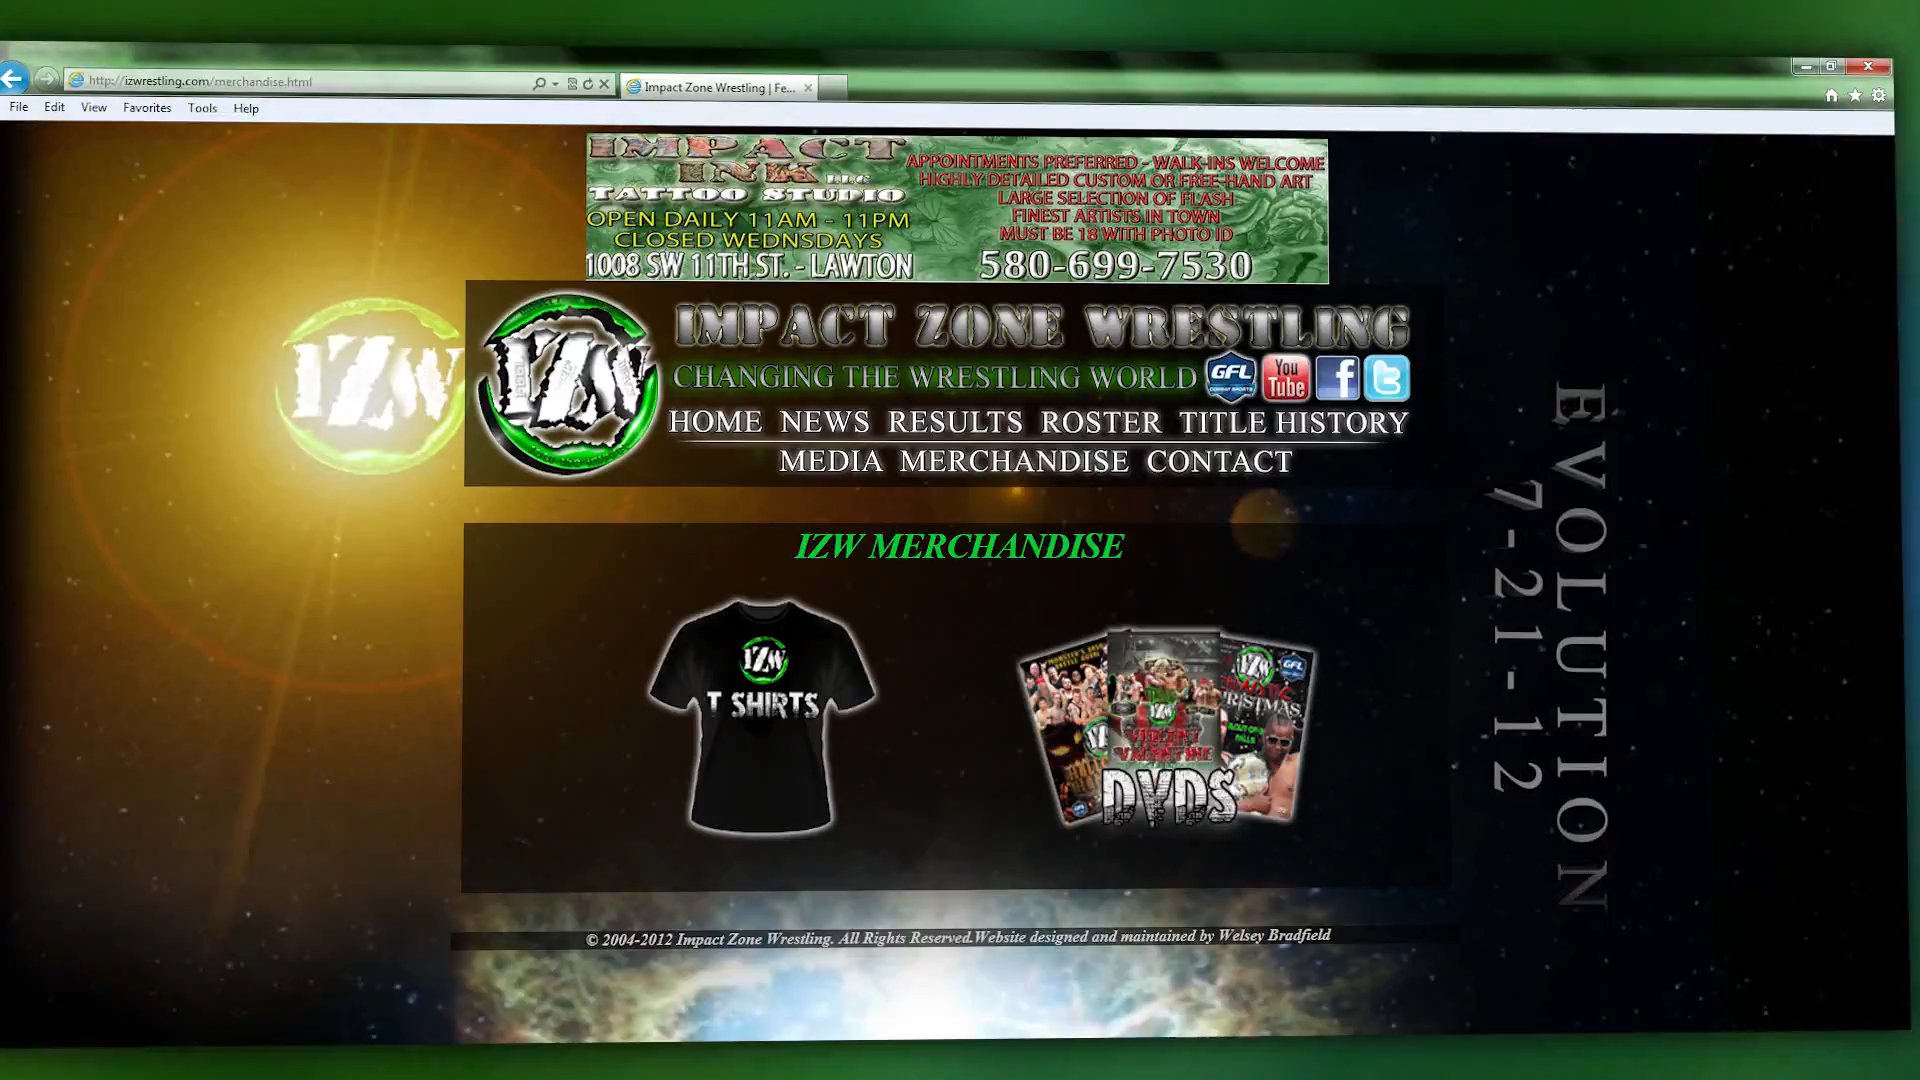 http://izwrestling.com/merchandise.html
Impact Zone Wrestling | Fe...
File Edit View Favorites Tools Help
IMPACT
INK LLC
TATTOO STUDIO
OPEN DAILY 11AM - 11PM
CLOSED WEDNSDAYS
1008 SW 11TH ST. - LAWTON
APPOINTMENTS PREFERRED - WALK-INS WELCOME
HIGHLY DETAILED CUSTOM OR FREE-HAND ART
LARGE SELECTION OF FLASH
FINEST ARTISTS IN TOWN
MUST BE 18 WITH PHOTO ID
580-699-7530
IZW
IZW
IMPACT ZONE WRESTLING
CHANGING THE WRESTLING WORLD
GFL
You
Tube
f
t
HOME NEWS RESULTS ROSTER TITLE HISTORY
MEDIA MERCHANDISE CONTACT
EVOLUTION
7-21-12
IZW MERCHANDISE
IZW
T SHIRTS
IZW
GFL
IZW
VIOLENT
VALENTINE
DVDS
© 2004-2012 Impact Zone Wrestling. All Rights Reserved.Website designed and maintained by Welsey Bradfield